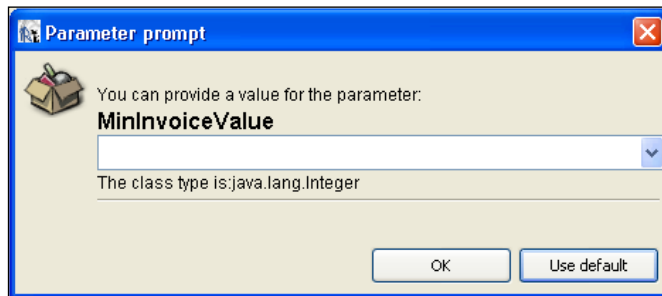 Parameter prompt
You can provide a value for the parameter:
MinInvoiceValue
The class type is:java.lang.Integer
OK
Use default